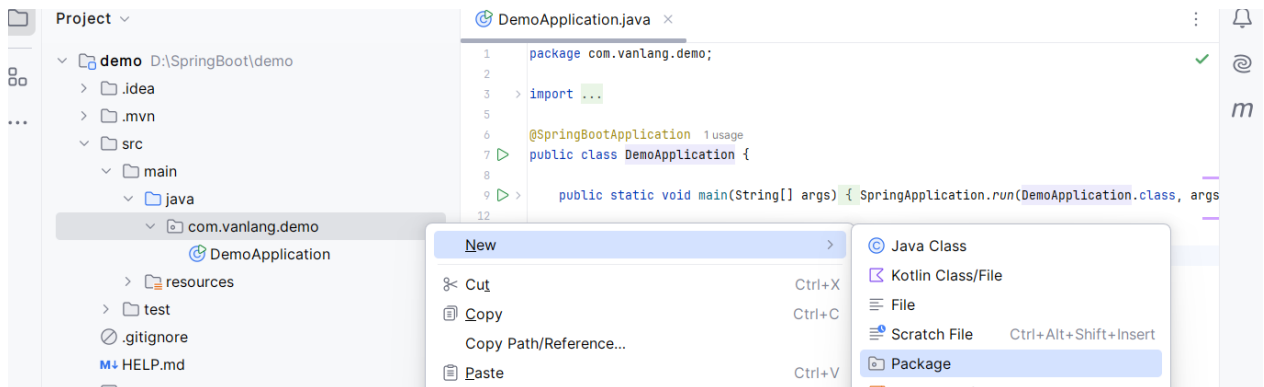 Project
demo D:\SpringBoot\demo
.idea
.mvn
src
main
java
com.vanlang.demo
DemoApplication
resources
test
.gitignore
M↓ HELP.md
DemoApplication.java
1 package com.vanlang.demo;
2
3 import ...
5
6 @SpringBootApplication 1 usage
7 public class DemoApplication {
8
9 public static void main(String[] args) { SpringApplication.run(DemoApplication.class, args
12
m
New
Cut Ctrl+X
Copy Ctrl+C
Copy Path/Reference...
Paste Ctrl+V
Java Class
Kotlin Class/File
File
Scratch File Ctrl+Alt+Shift+Insert
Package